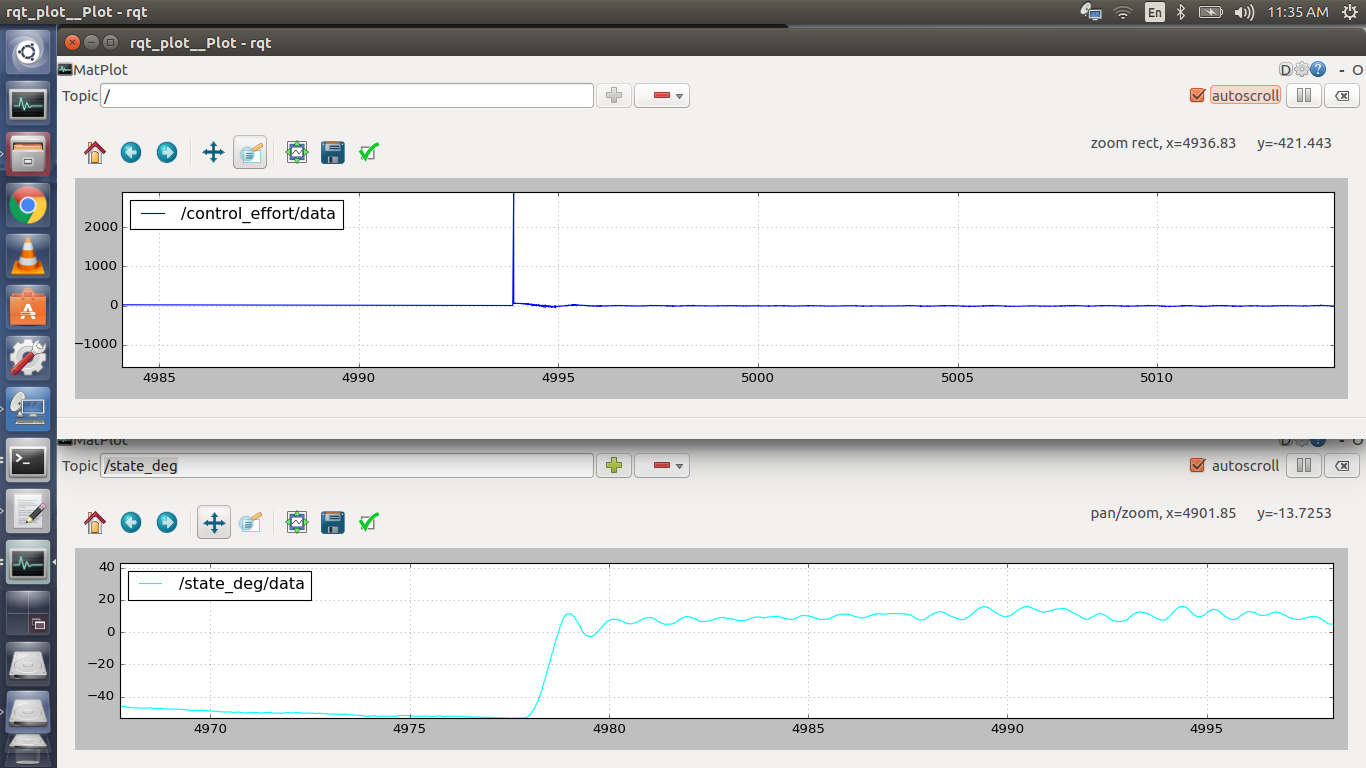 rqt_plot__Plot - rqt
En
11:35 AM
rqt_plot__Plot - rqt
MatPlot
D
- O
Topic /
autoscroll
zoom rect, x=4936.83 y=-421.443
/control_effort/data
2000
1000
0
−1000
4985 4990 4995 5000 5005 5010
MatPlot
D
- O
Topic /state_deg
autoscroll
pan/zoom, x=4901.85 y=-13.7253
/state_deg/data
40
20
0
−20
−40
4970 4975 4980 4985 4990 4995